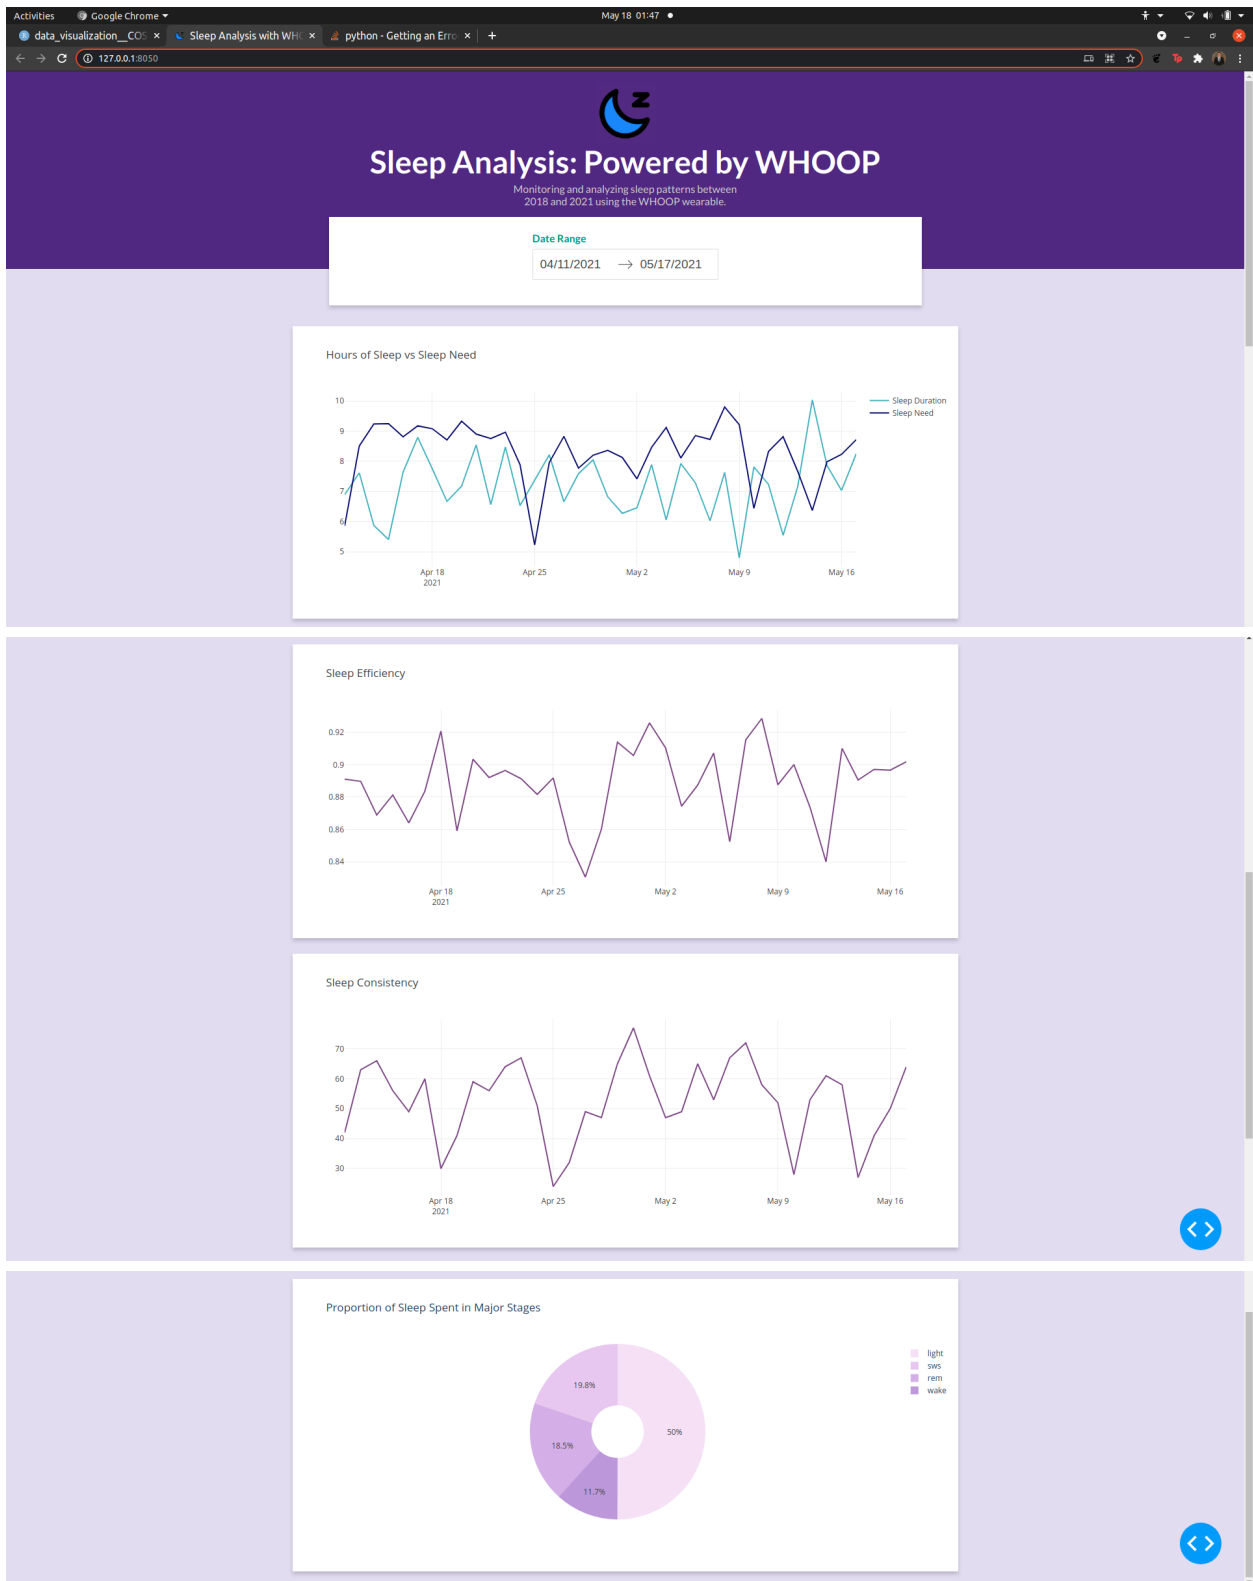 Activities Google Chrome May 18 01:47
data_visualization__COS Sleep Analysis with WHO python - Getting an Erro
127.0.0.1:8050
Sleep Analysis: Powered by WHOOP
Monitoring and analyzing sleep patterns between
2018 and 2021 using the WHOOP wearable.
Date Range
04/11/2021 → 05/17/2021
Hours of Sleep vs Sleep Need
10
9
8
7
6
5
Apr 18
2021
Apr 25
May 2
May 9
May 16
Sleep Duration
Sleep Need
Sleep Efficiency
0.92
0.9
0.88
0.86
0.84
Apr 18
2021
Apr 25
May 2
May 9
May 16
Sleep Consistency
70
60
50
40
30
Apr 18
2021
Apr 25
May 2
May 9
May 16
Proportion of Sleep Spent in Major Stages
19.8%
50%
18.5%
11.7%
light
sws
rem
wake